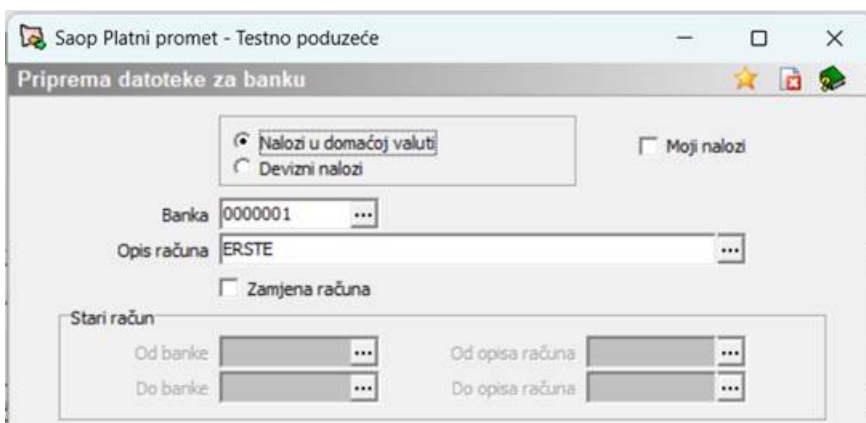 Saop Platni promet - Testno poduzeće
Priprema datoteke za banku
Nalozi u domaćoj valuti
Moji nalozi
Devizni nalozi
Banka 0000001 ...
Opis računa ERSTE ...
Zamjena računa
Stari račun
Od banke ... Od opisa računa ...
Do banke ... Do opisa računa ...